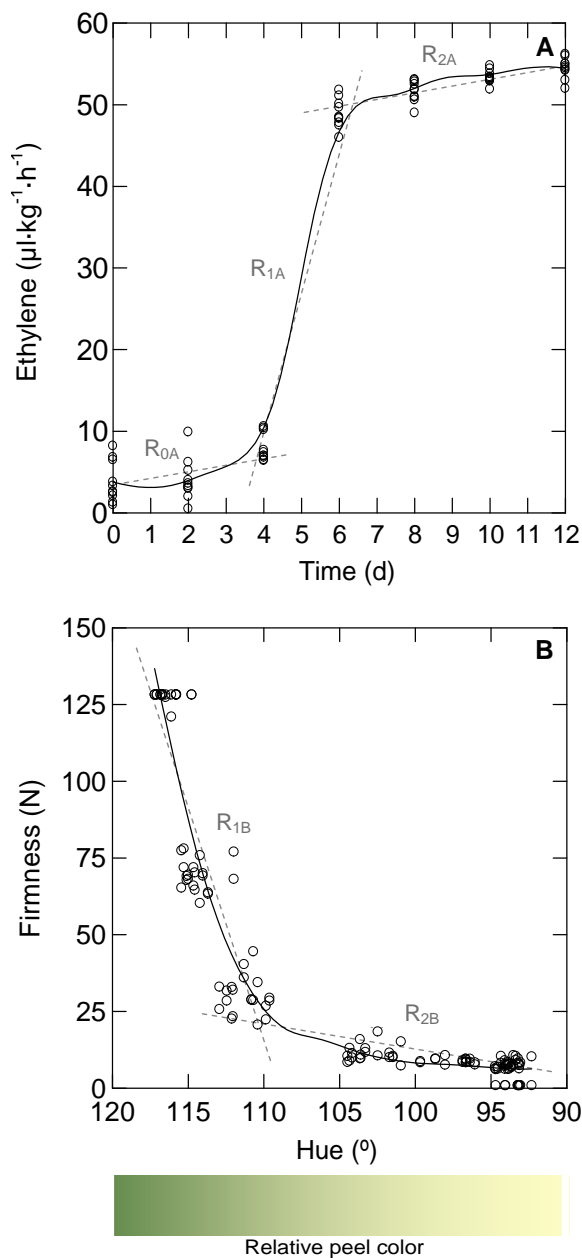 60
A
R2A
50
40
Ethylene (µl·kg-1·h-1)
30
R1A
20
10
R0A
0
0 1 2 3 4 5 6 7 8 9 10 11 12
Time (d)
150
B
125
100
R1B
Firmness (N)
75
50
R2B
25
0
120 115 110 105 100 95 90
Hue (º)
Relative peel color